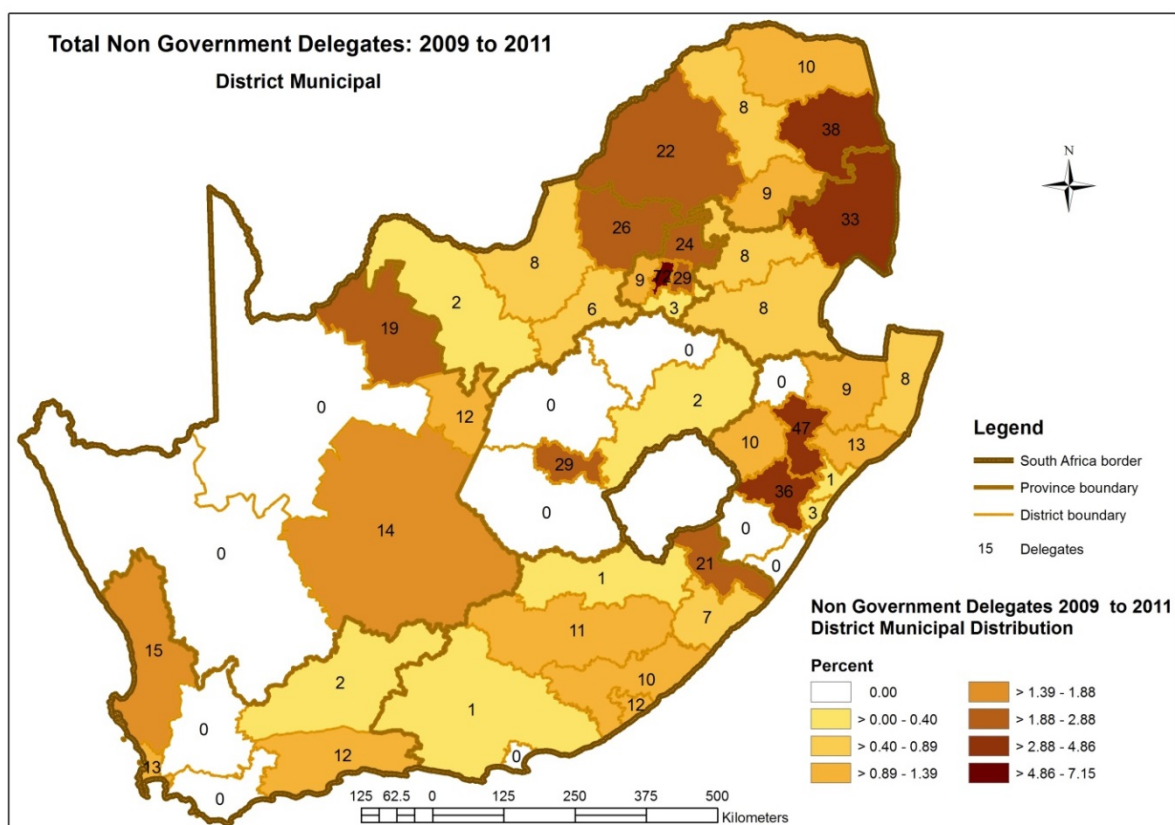 Total Non Government Delegates: 2009 to 2011
District Municipal
N
10
8
38
22
9
33
26
24
8
8
9
29
2
6
3
8
19
0
0
8
0
12
0
2
9
47
10
13
29
1
36
0
3
0
14
0
21
0
1
7
11
15
2
10
1
12
0
12
0
13
0
Legend
South Africa border
Province boundary
District boundary
15 Delegates
Non Government Delegates 2009 to 2011
District Municipal Distribution
Percent
0.00
> 0.00 - 0.40
> 0.40 - 0.89
> 0.89 - 1.39
> 1.39 - 1.88
> 1.88 - 2.88
> 2.88 - 4.86
> 4.86 - 7.15
125 62.5 0 125 250 375 500
Kilometers